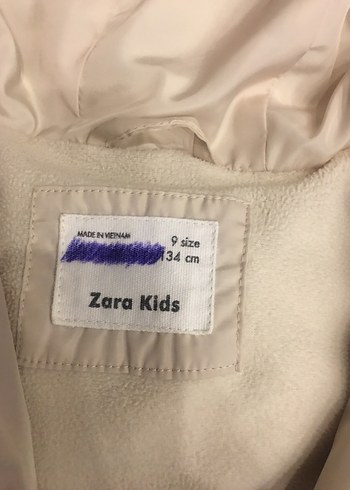 MADE IN VIETNAM
9 size
134 cm
Zara Kids